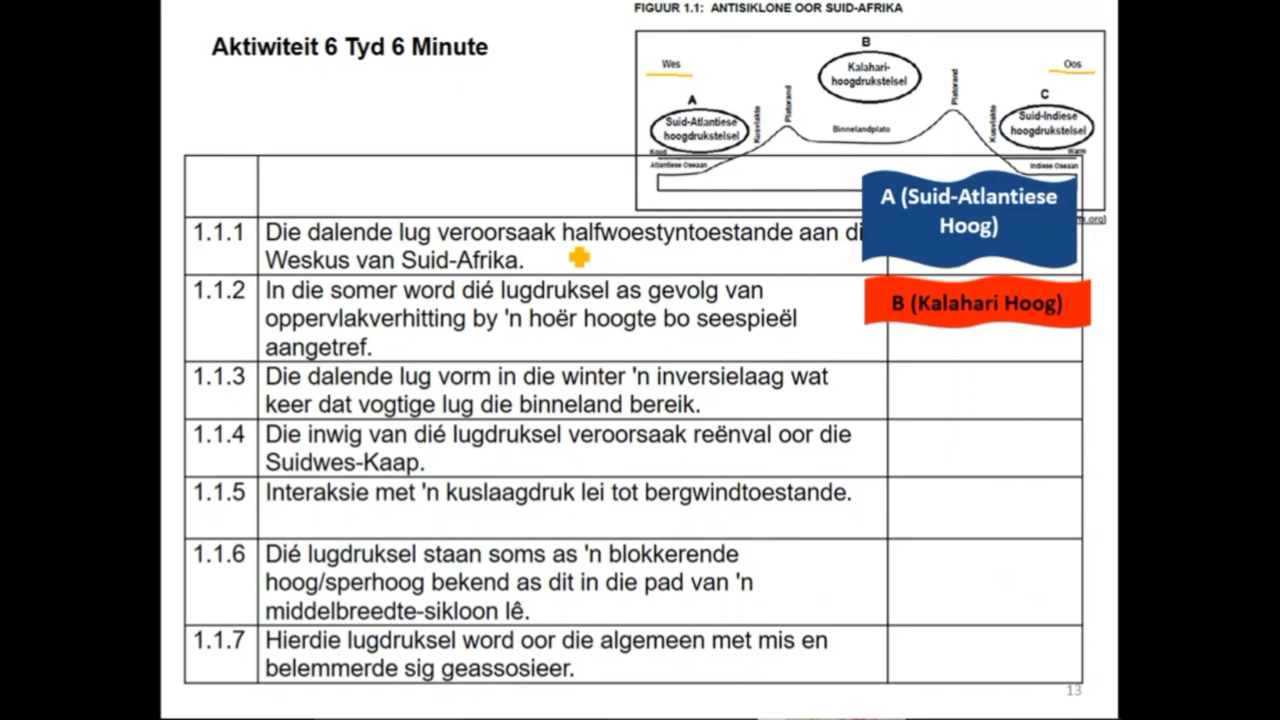 FIGUUR 1.1: ANTISIKLONE OOR SUID-AFRIKA
Aktiwiteit 6 Tyd 6 Minute
B
Wes
Kalahari-
hoogdrukstelsel
Oos
A
C
Suid-Atlantiese
hoogdrukstelsel
Kusvlakte
Platorand
Binnelandplato
Platorand
Kusvlakte
Suid-Indiese
hoogdrukstelsel
Koud
Atlantiese Oseaan
Warm
Indiese Oseaan
A (Suid-Atlantiese
Hoog)
1.1.1 Die dalende lug veroorsaak halfwoestyntoestande aan di
Weskus van Suid-Afrika.
1.1.2 In die somer word dié lugdruksel as gevolg van
oppervlakverhitting by 'n hoër hoogte bo seespieël
aangetref.
B (Kalahari Hoog)
1.1.3 Die dalende lug vorm in die winter 'n inversielaag wat
keer dat vogtige lug die binneland bereik.
1.1.4 Die inwig van dié lugdruksel veroorsaak reënval oor die
Suidwes-Kaap.
1.1.5 Interaksie met 'n kuslaagdruk lei tot bergwindtoestande.
1.1.6 Dié lugdruksel staan soms as 'n blokkerende
hoog/sperhoog bekend as dit in die pad van 'n
middelbreedte-sikloon lê.
1.1.7 Hierdie lugdruksel word oor die algemeen met mis en
belemmerde sig geassosieer.
13